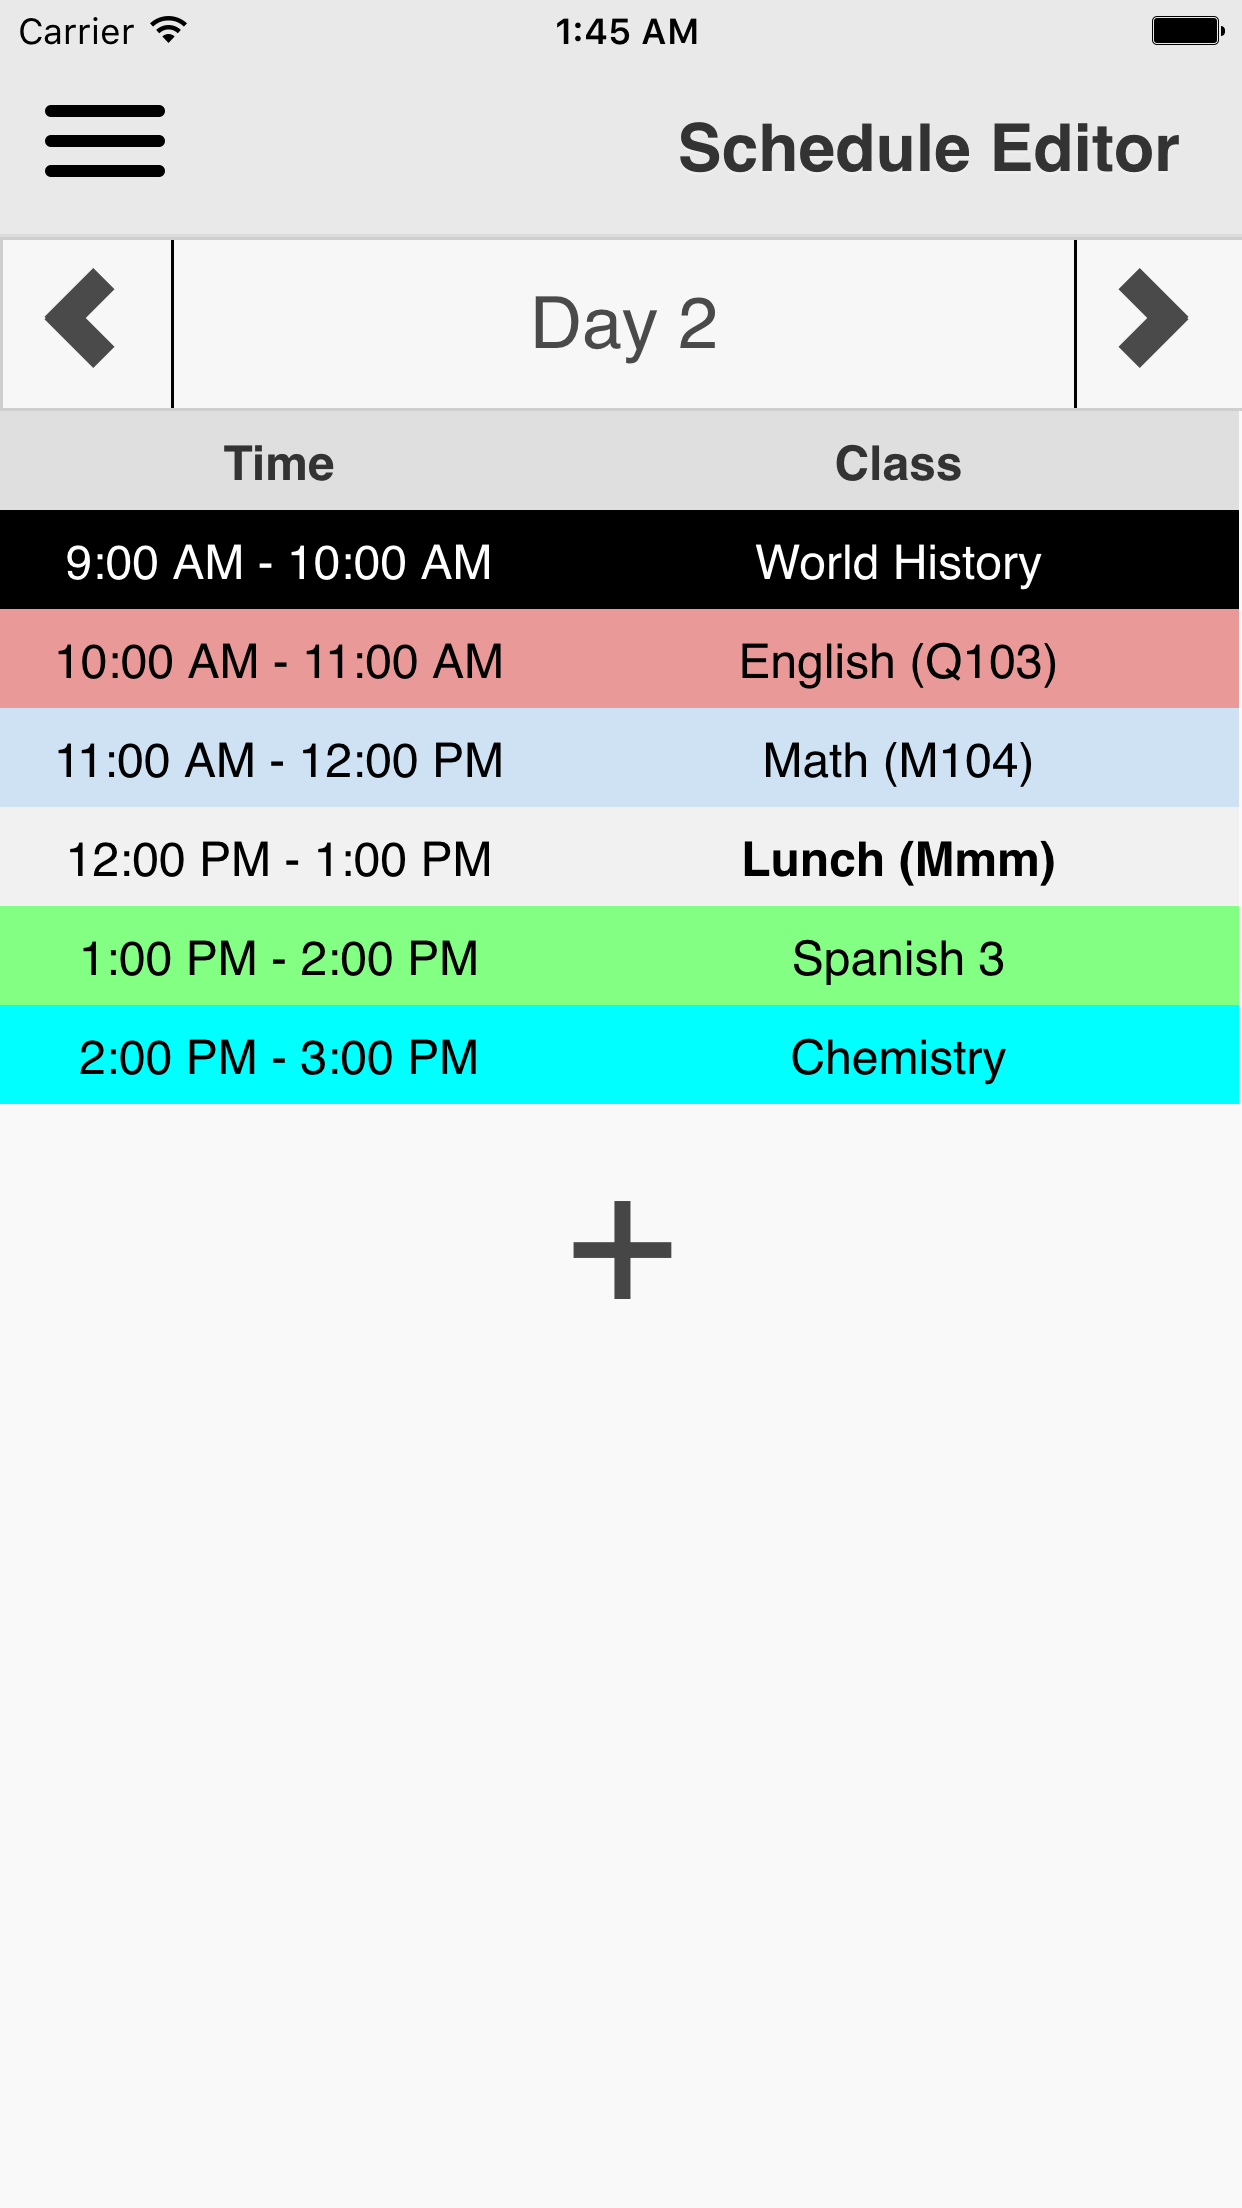 Carrier 1:45 AM
Schedule Editor
Day 2
Time Class
9:00 AM - 10:00 AM World History
10:00 AM - 11:00 AM English (Q103)
11:00 AM - 12:00 PM Math (M104)
12:00 PM - 1:00 PM Lunch (Mmm)
1:00 PM - 2:00 PM Spanish 3
2:00 PM - 3:00 PM Chemistry